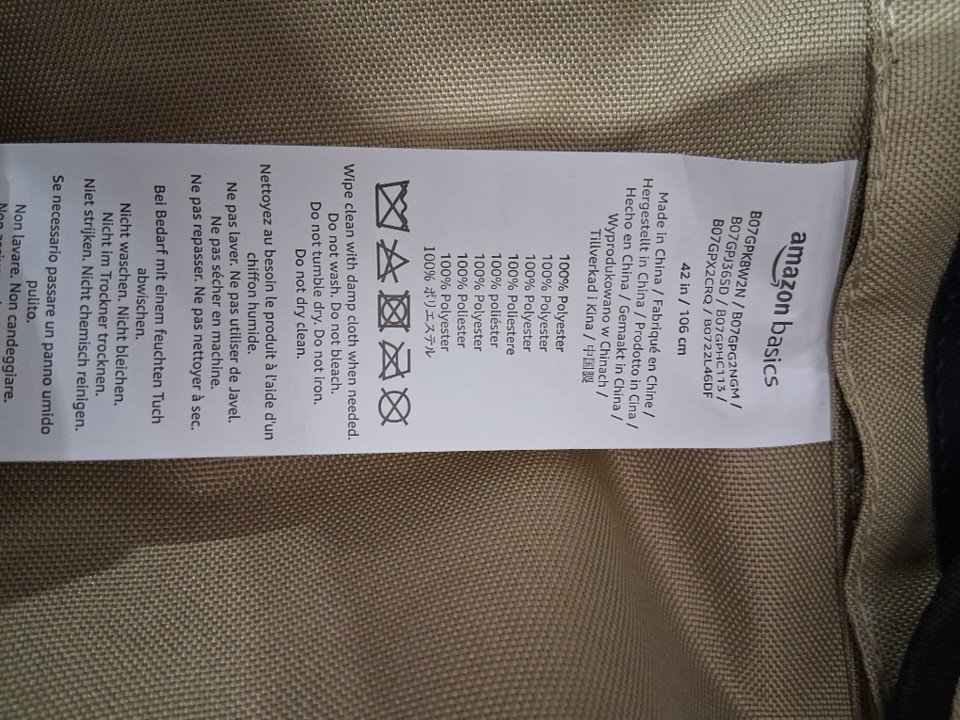 amazon basics
B07GPK8W2N / B07GPG2NGM /
B07GPJ36SD / B07GPHC113 /
B07GPX2CRQ / B0722L46DF
42 in / 106 cm
Made in China / Fabriqué en Chine /
Hergestellt in China / Prodotto in Cina /
Hecho en China / Gemaakt in China /
Wyprodukowano w Chinach /
Tillverkad i Kina / 中国製
100% Polyester
100% Polyester
100% Polyester
100% Poliestere
100% poliéster
100% Polyester
100% Poliester
100% Polyester
100% ポリエステル
Wipe clean with damp cloth when needed.
Do not wash. Do not bleach.
Do not tumble dry. Do not iron.
Do not dry clean.
Nettoyez au besoin le produit à l'aide d'un
chiffon humide.
Ne pas laver. Ne pas utiliser de Javel.
Ne pas sécher en machine.
Ne pas repasser. Ne pas nettoyer à sec.
Bei Bedarf mit einem feuchten Tuch
abwischen.
Nicht waschen. Nicht bleichen.
Nicht im Trockner trocknen.
Niet strijken. Nicht chemisch reinigen.
Se necessario passare un panno umido
pulito.
Non lavare. Non candeggiare.